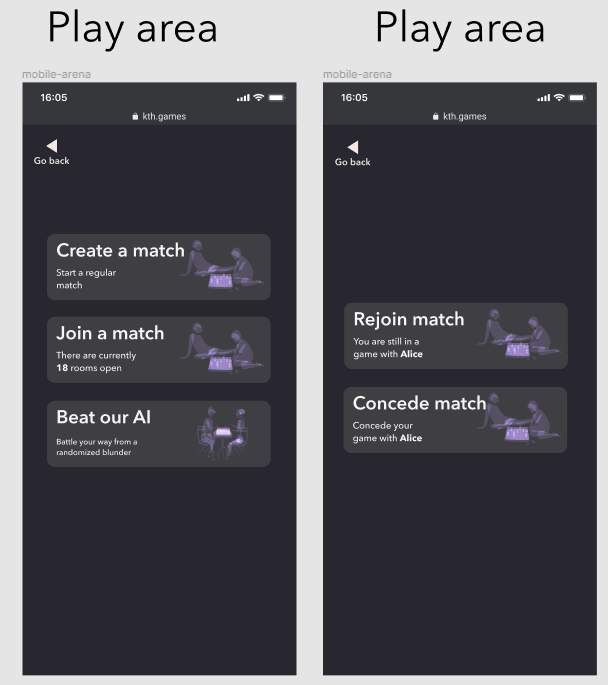 Play area
mobile-arena
16:05
kth.games
Go back
Create a match
Start a regular
match
Join a match
There are currently
18 rooms open
Beat our AI
Battle your way from a
randomized blunder
Play area
mobile-arena
16:05
kth.games
Go back
Rejoin match
You are still in a
game with Alice
Concede match
Concede your
game with Alice